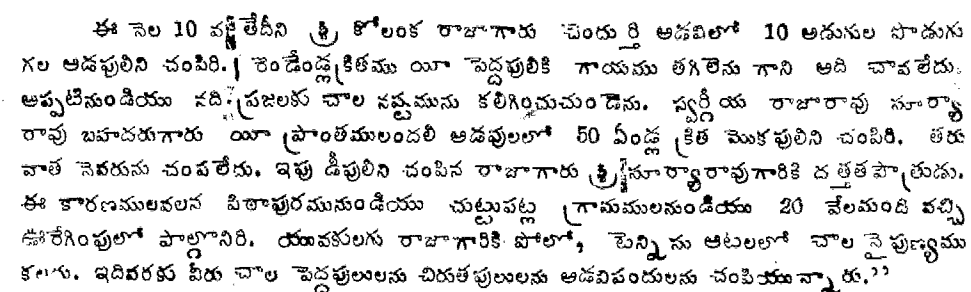 ఈ నెల 10 వ తేదీని శ్రీ కోలంక రాజాగారు చెందుర్తి అడవిలో 10 అడుగుల పొడుగు
గల ఆడపులిని చంపిరి. రెండేండ్ల క్రితము యీ పెద్దపులికి గాయము తగిలెను గాని అది చావలేదు.
అప్పటినుండియు నది ప్రజలకు చాల నష్టమును కలిగించుచుండెను. స్వర్గీయ రాజారావు సూర్యా
రావు బహదరుగారు యీ ప్రాంతములందలి అడవులలో 50 ఏండ్ల క్రిత మొకపులిని చంపిరి. తరు
వాత నెవరును చంపలేదు. ఇపు డీపులిని చంపిన రాజాగారు శ్రీ సూర్యారావుగారికి దత్తతపౌత్రుడు.
ఈ కారణములవలన పిఠాపురమునుండియు చుట్టుపట్ల గ్రామములనుండియు 20 వేలమంది వచ్చి
ఊరేగింపులో పాల్గొనిరి. యువకులగు రాజాగారికి పోలో, టెన్నిసు ఆటలలో చాల నైపుణ్యము
కలదు. ఇదివరకు వీరు చాల పెద్దపులులను చిరుతపులులను అడవిపందులను చంపియున్నారు.”